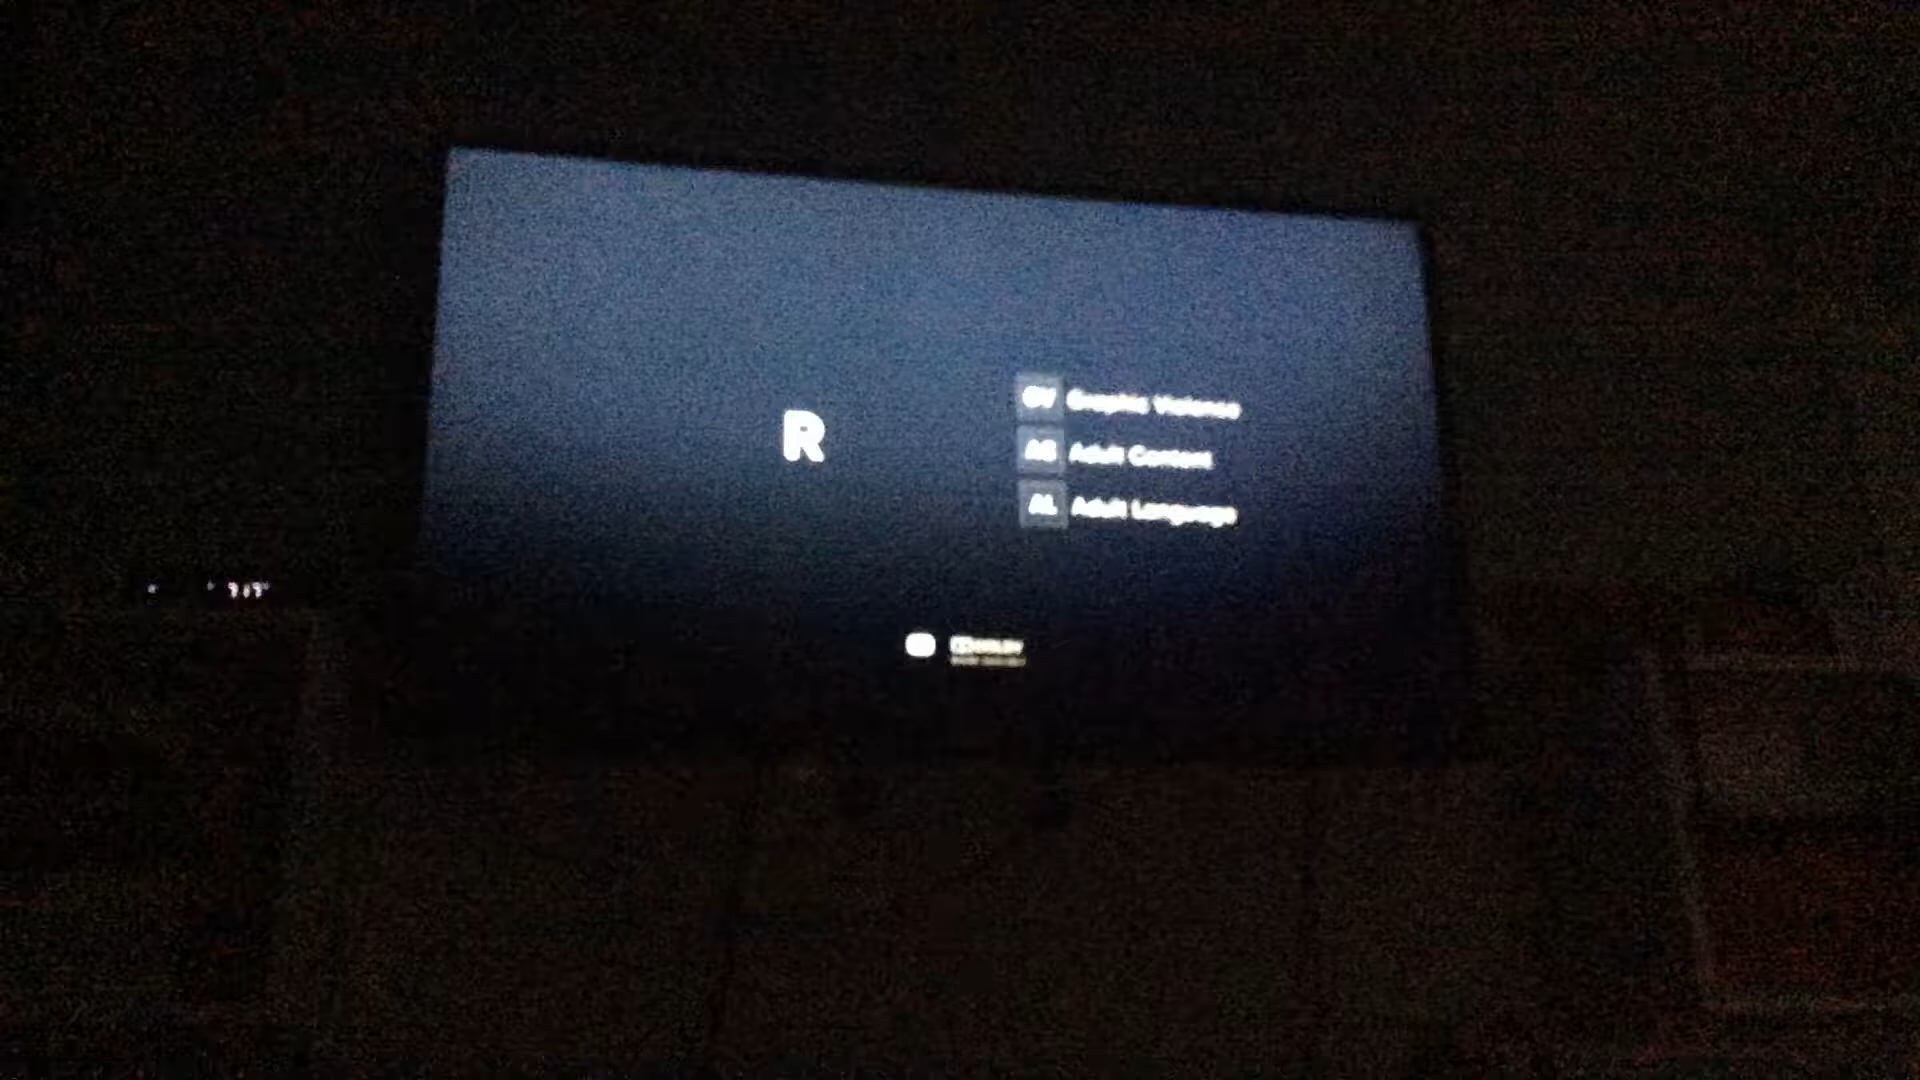 R
GV Graphic Violence
AC Adult Content
AL Adult Language